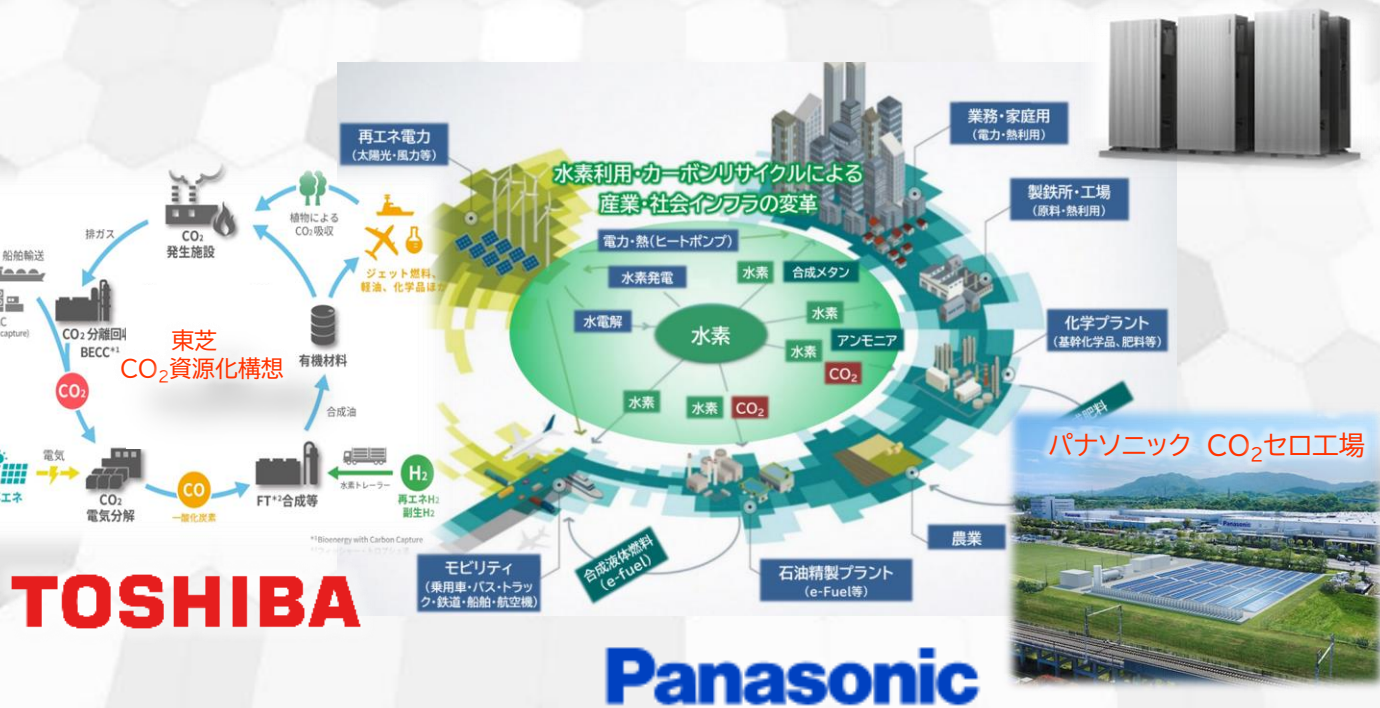 再エネ電力
(太陽光・風力等)
業務・家庭用
(電力・熱利用)
水素利用・カーボンリサイクルによる
産業・社会インフラの変革
製鉄所・工場
(原料・熱利用)
植物による
CO2吸収
排ガス
CO2
発生施設
船舶輸送
ジェット燃料、
軽油、化学品ほか
電力・熱(ヒートポンプ)
水素発電
水素
合成メタン
水電解
水素
水素
アンモニア
水素
CO2
化学プラント
(基幹化学品、肥料等)
capture)
CO2分離回収
BECC*1
東芝
CO2資源化構想
有機材料
CO2
水素
水素
CO2
合成油
肥料
パナソニック CO2セロ工場
電気
エネ
CO2
電気分解
CO
一酸化炭素
FT*2合成等
水素トレーラー
H2
再エネH2
副生H2
*1Bioenergy with Carbon Capture
Panasonic
農業
モビリティ
(乗用車・バス・トラッ
ク・鉄道・船舶・航空機)
合成液体燃料
(e-fuel)
石油精製プラント
(e-Fuel等)
TOSHIBA
Panasonic